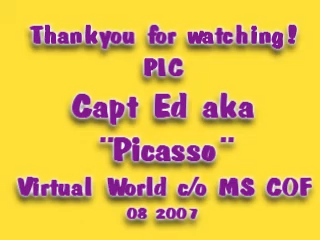 Thankyou for watching!
PIC
Capt Ed aka
¨Picasso¨
Virtual World c/o MS COF
08 2007